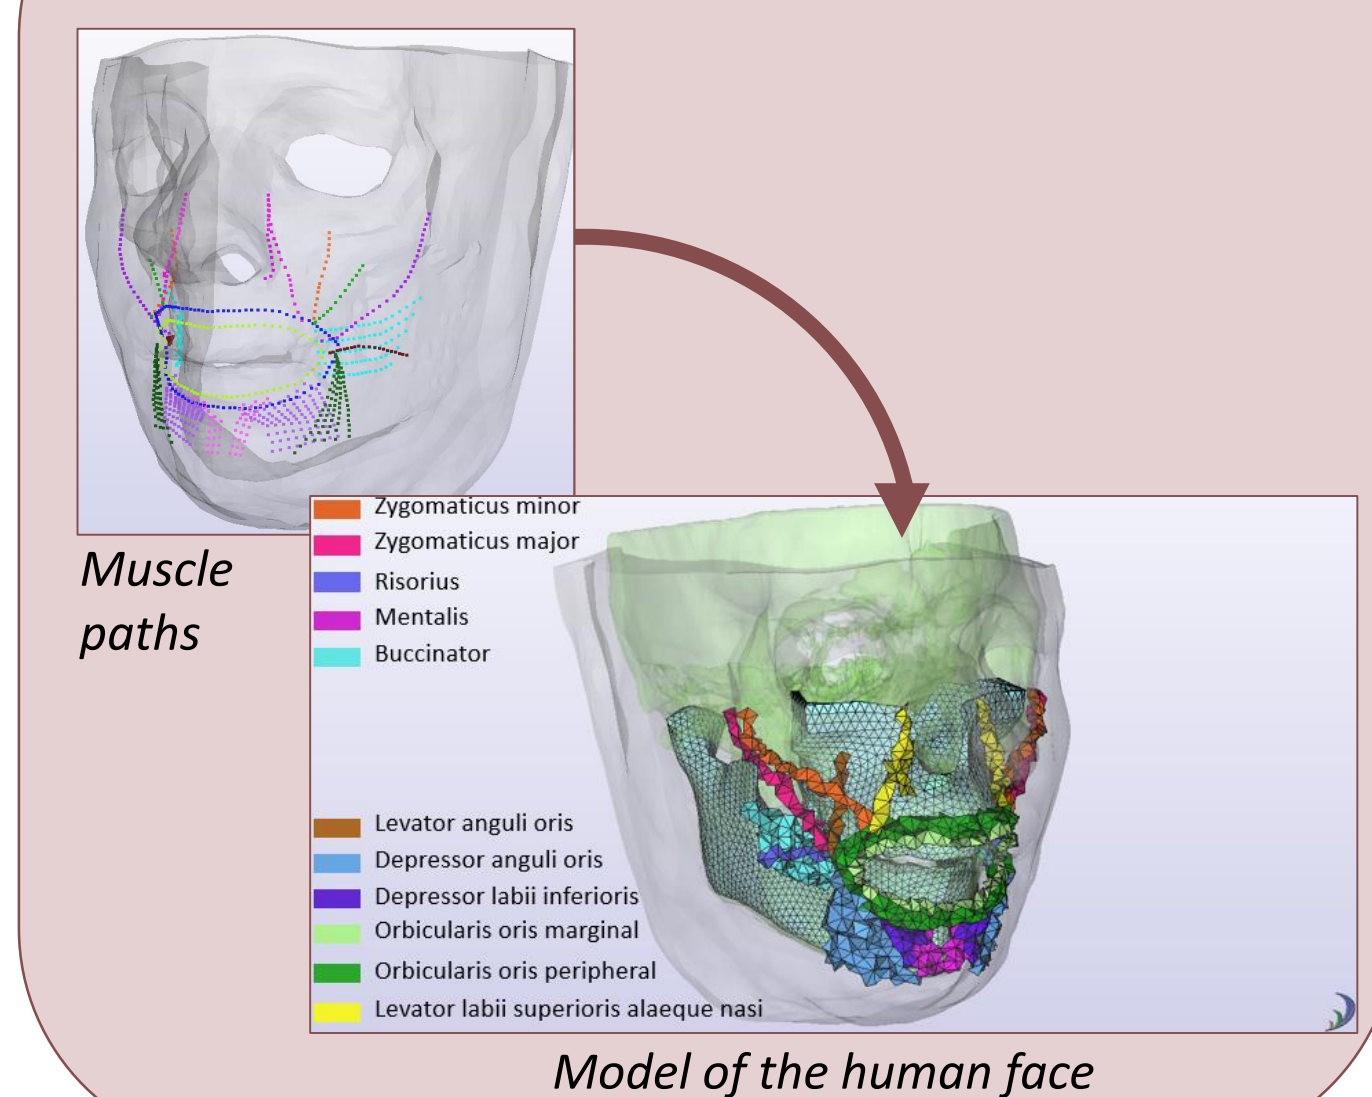 Muscle
paths
Zygomaticus minor
Zygomaticus major
Risorius
Mentalis
Buccinator
Levator anguli oris
Depressor anguli oris
Depressor labii inferioris
Orbicularis oris marginal
Orbicularis oris peripheral
Levator labii superioris alaeque nasi
Model of the human face